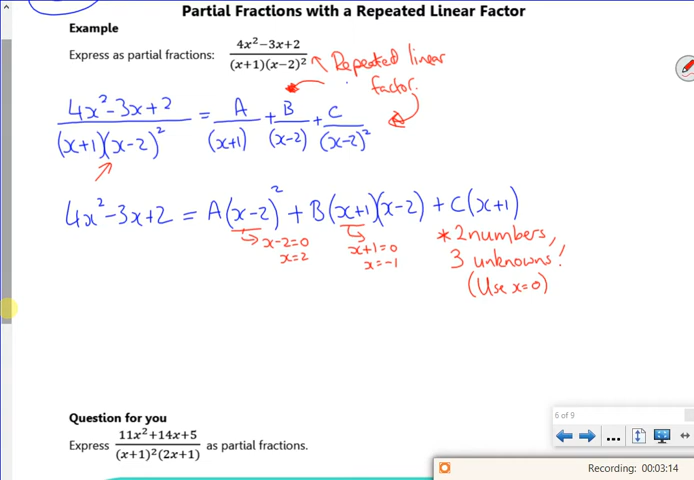 Partial Fractions with a Repeated Linear Factor
Example
Express as partial fractions: (4x²−3x+2)/((x+1)(x−2)²)
Repeated linear
factor.
(4x²-3x+2)/((x+1)(x-2)²) = A/(x+1) + B/(x-2) + C/(x-2)²
4x²-3x+2 = A(x-2)² + B(x+1)(x-2) + C(x+1)
x-2=0
x=2
x+1=0
x=-1
*2 numbers,
3 unknowns!
(Use x=0)
Question for you
Express (11x²+14x+5)/((x+1)²(2x+1)) as partial fractions.
6 of 9
Recording: 00:03:14